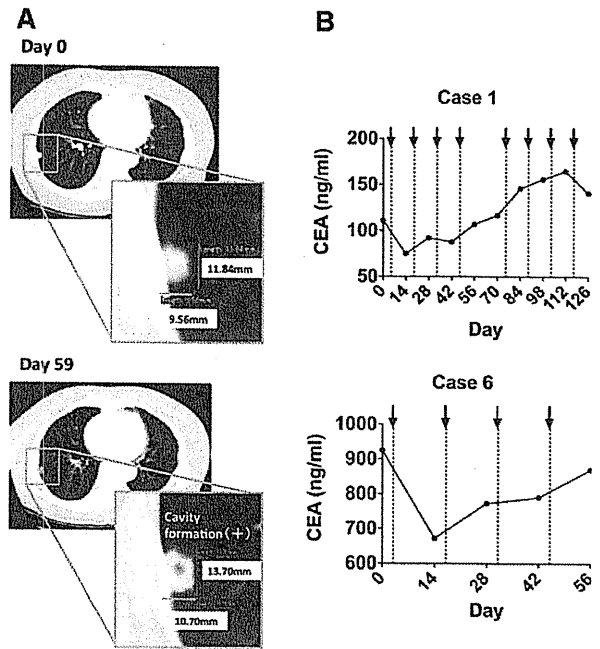 A
Day 0
11.84mm
9.56mm
Day 59
Cavity
formation(+)
13.70mm
10.70mm
B
Case 1
CEA (ng/ml)
200
150
100
50
0 14 28 42 56 70 84 98 112 126
Day
Case 6
CEA (ng/ml)
1000
900
800
700
600
0 14 28 42 56
Day